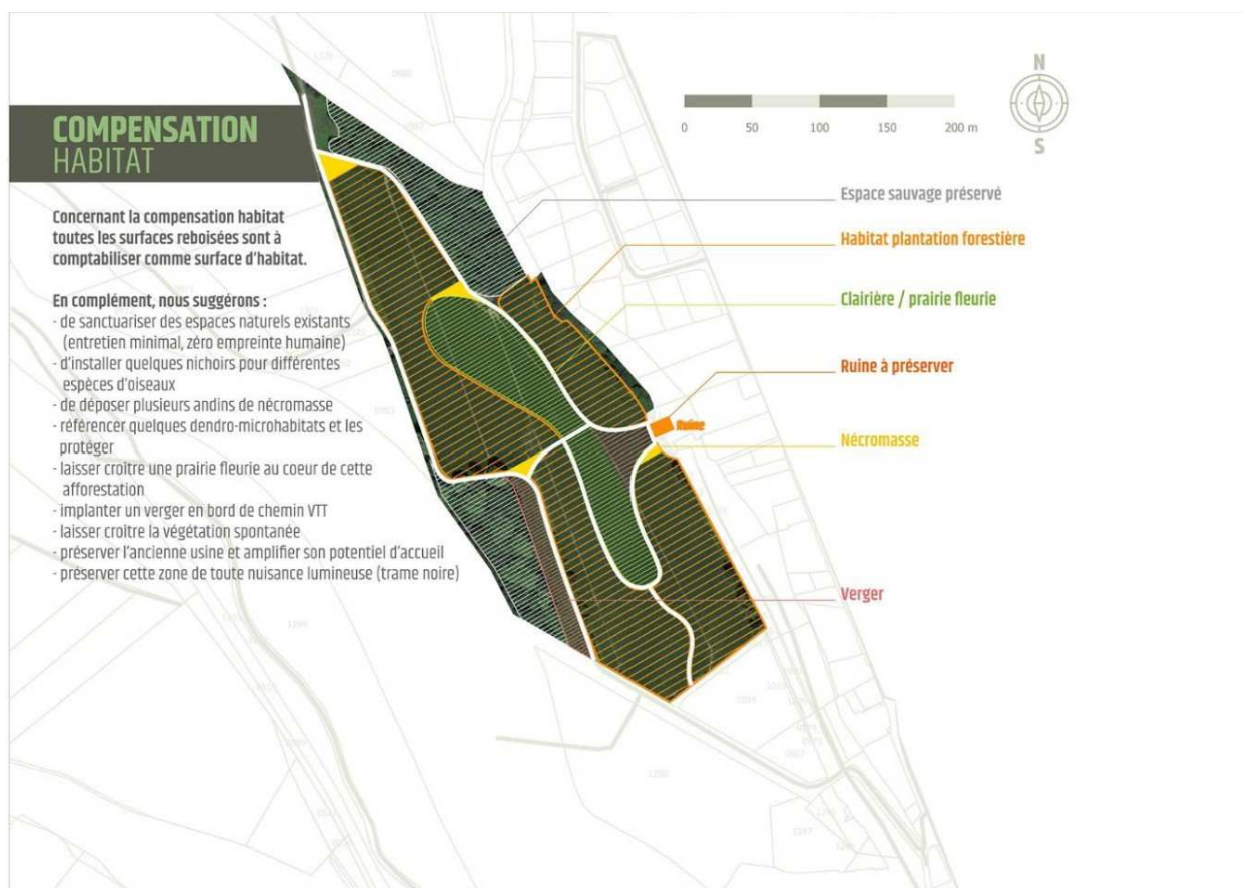 COMPENSATION
HABITAT
Concernant la compensation habitat
toutes les surfaces reboisées sont à
comptabiliser comme surface d'habitat.
En complément, nous suggérons :
- de sanctuariser des espaces naturels existants
(entretien minimal, zéro empreinte humaine)
- d'installer quelques nichoirs pour différentes
espèces d'oiseaux
- de déposer plusieurs andins de nécromasse
- référencer quelques dendro-microhabitats et les
protéger
- laisser croître une prairie fleurie au coeur de cette
afforestation
- implanter un verger en bord de chemin VTT
- laisser croître la végétation spontanée
- préserver l'ancienne usine et amplifier son potentiel d'accueil
- préserver cette zone de toute nuisance lumineuse (trame noire)
0 50 100 150 200 m
N
S
Espace sauvage préservé
Habitat plantation forestière
Clairière / prairie fleurie
Ruine à préserver
Ruine
Nécromasse
Verger